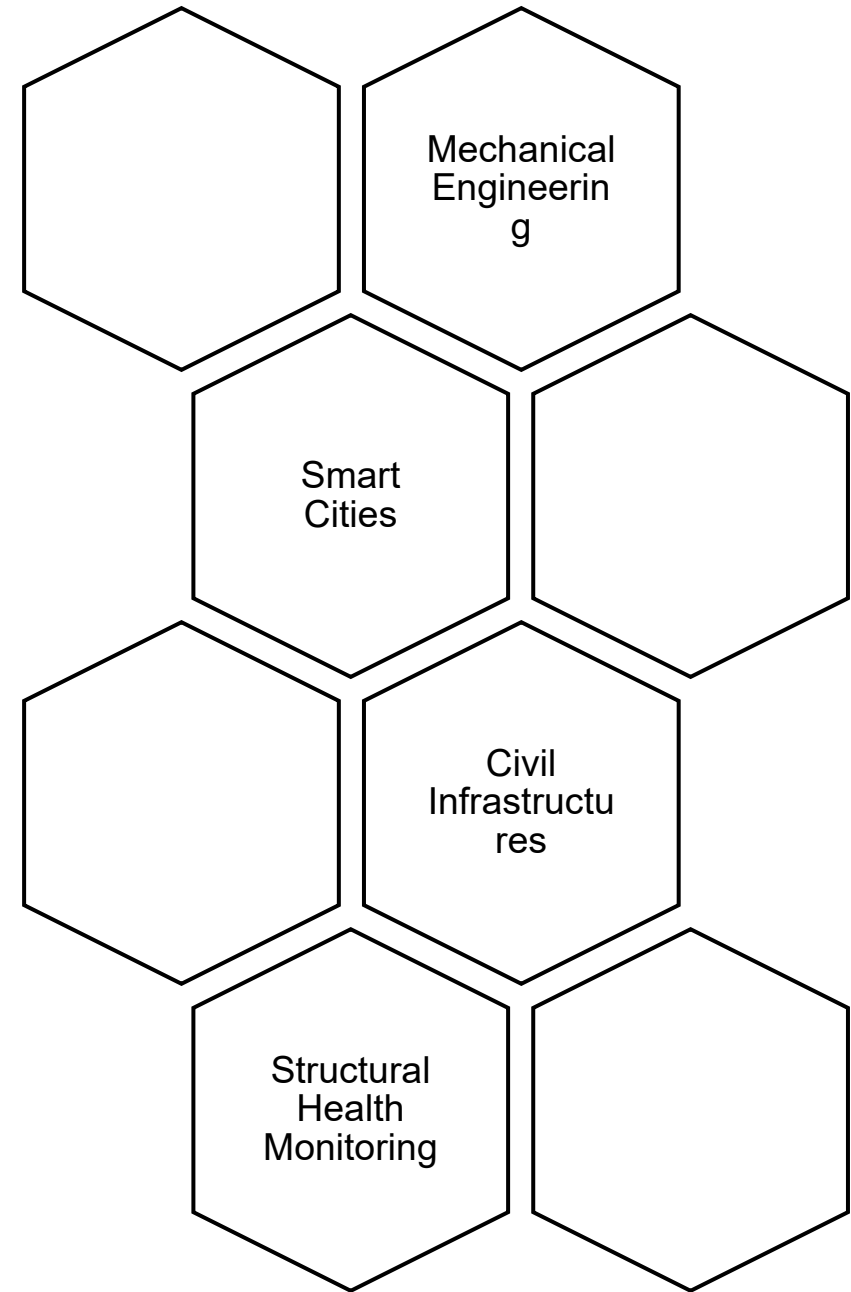 Mechanical
Engineerin
g
Smart
Cities
Civil
Infrastructu
res
Structural
Health
Monitoring